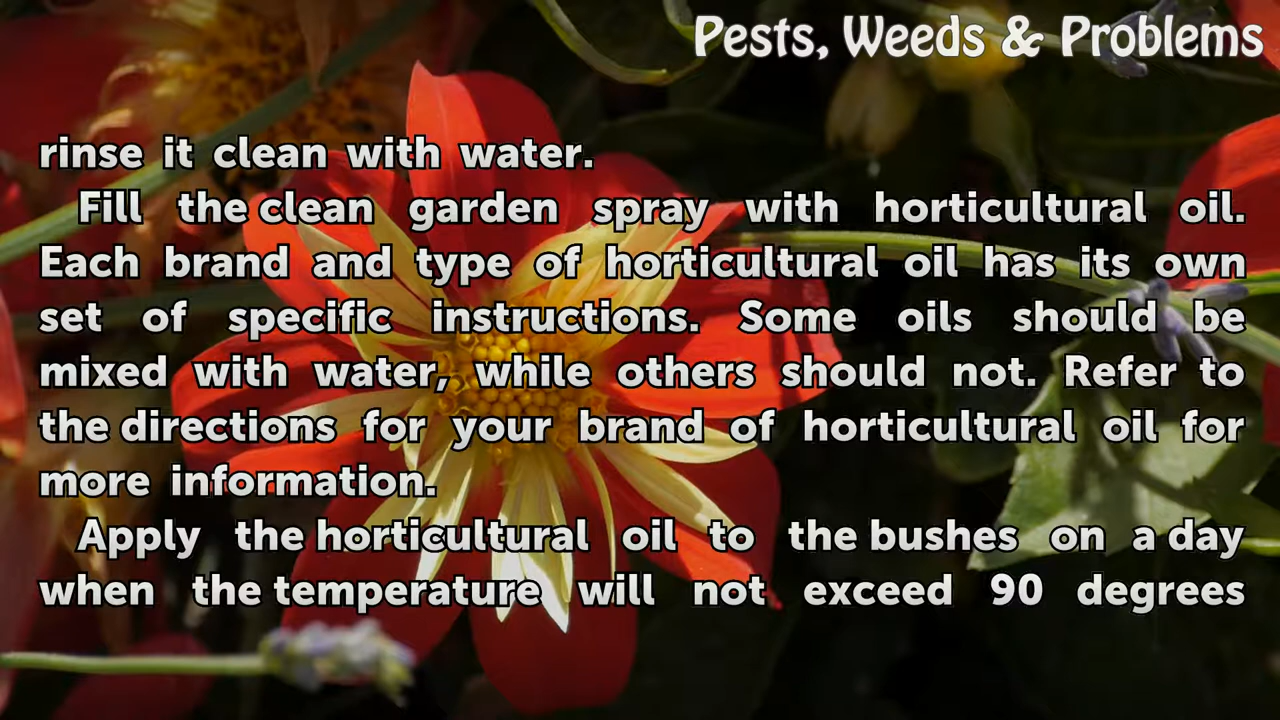 Pests, Weeds & Problems
rinse it clean with water.
Fill the clean garden spray with horticultural oil.
Each brand and type of horticultural oil has its own
set of specific instructions. Some oils should be
mixed with water, while others should not. Refer to
the directions for your brand of horticultural oil for
more information.
Apply the horticultural oil to the bushes on a day
when the temperature will not exceed 90 degrees